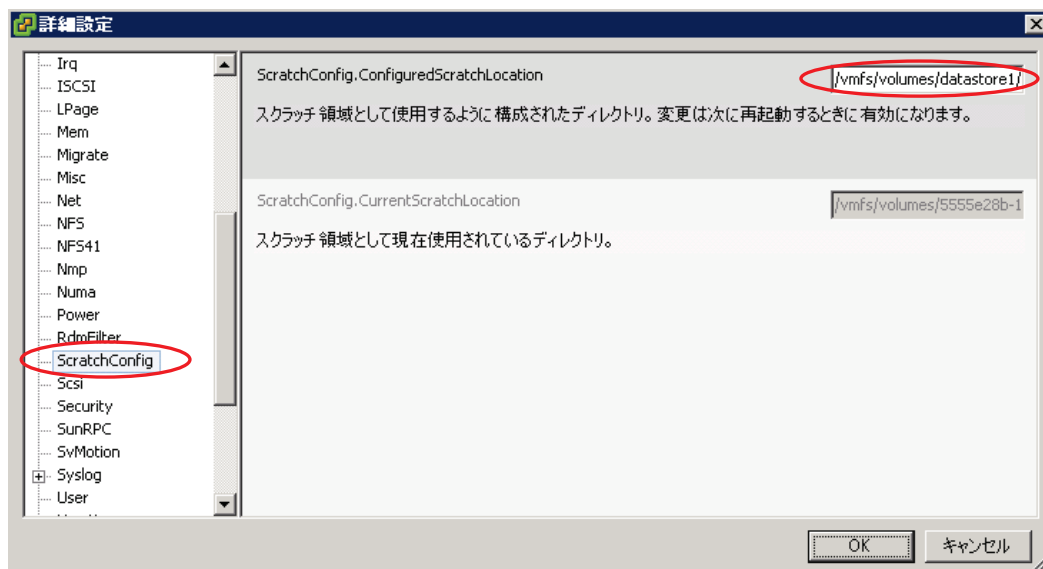 詳細設定
Irq
ISCSI
LPage
Mem
Migrate
Misc
Net
NFS
NFS41
Nmp
Numa
Power
RdmFilter
ScratchConfig
Scsi
Security
SunRPC
SvMotion
Syslog
User
ScratchConfig.ConfiguredScratchLocation
/vmfs/volumes/datastore1/
スクラッチ領域として使用するように構成されたディレクトリ。変更は次に再起動するときに有効になります。
ScratchConfig.CurrentScratchLocation
/vmfs/volumes/5555e28b-1
スクラッチ領域として現在使用されているディレクトリ。
OK
キャンセル